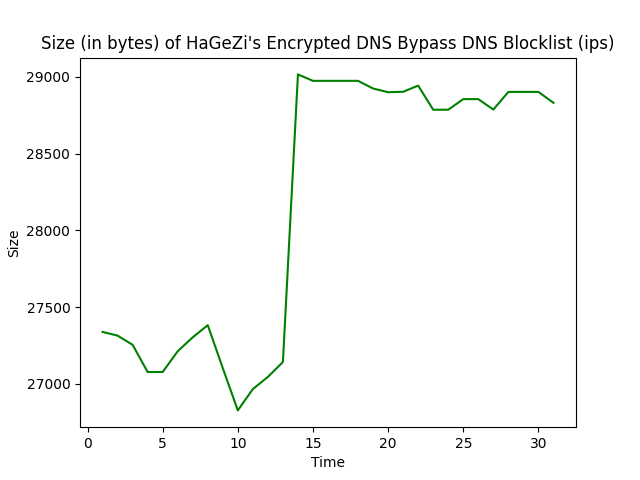 Size (in bytes) of HaGeZi's Encrypted DNS Bypass DNS Blocklist (ips)
29000
28500
28000
27500
27000
Size
0 5 10 15 20 25 30
Time